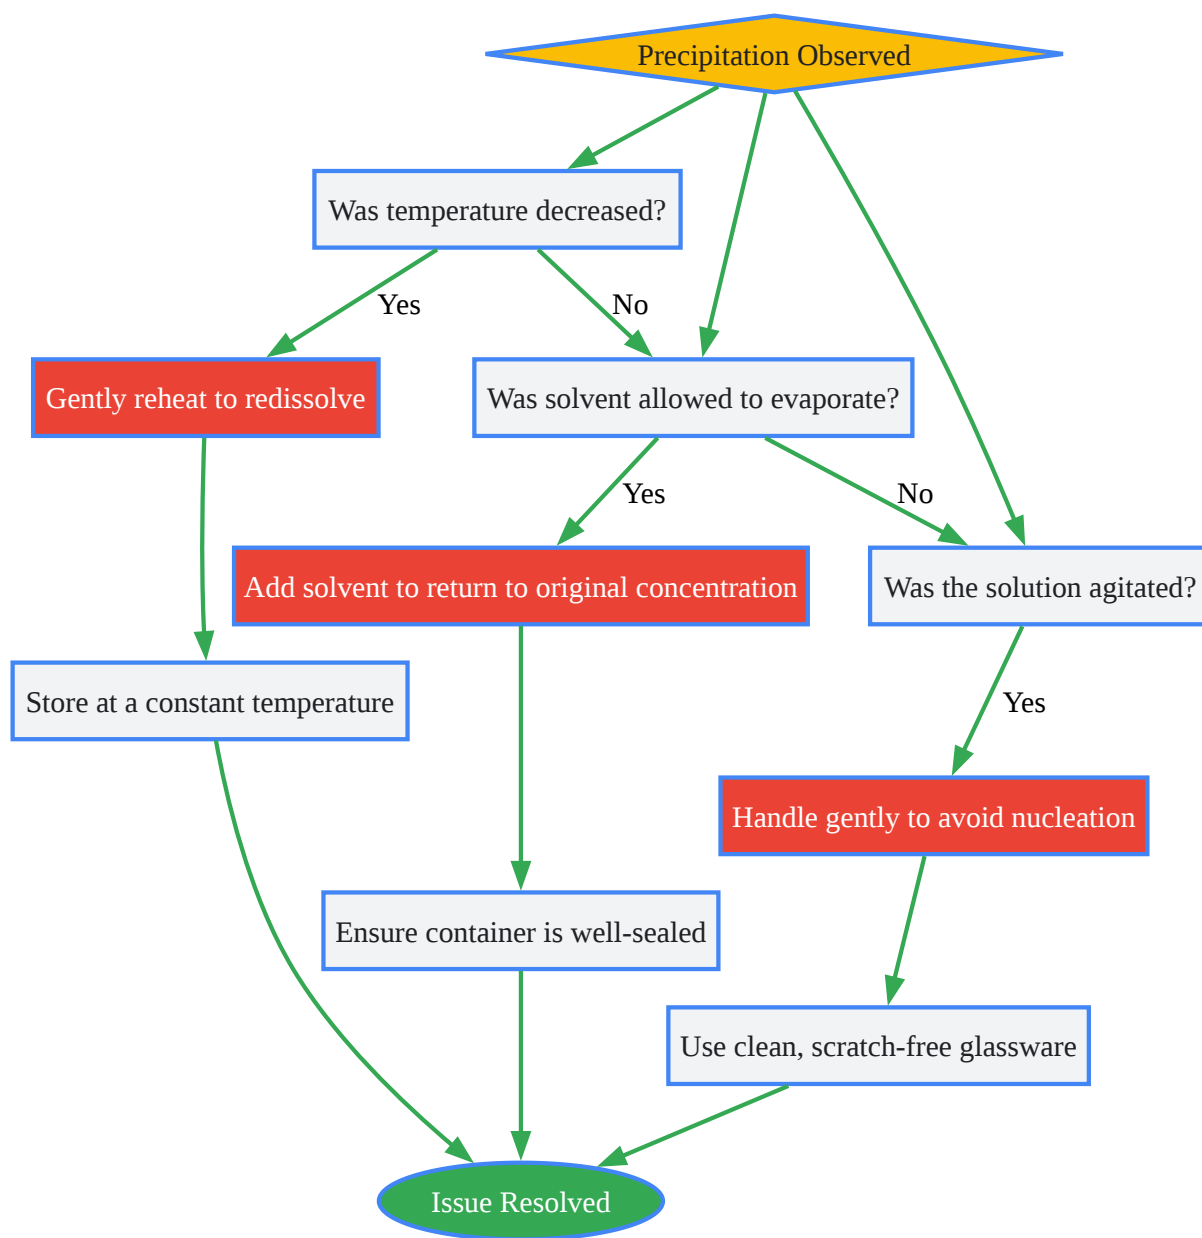 Precipitation Observed
Was temperature decreased?
Yes
No
Gently reheat to redissolve
Was solvent allowed to evaporate?
Yes
No
Add solvent to return to original concentration
Was the solution agitated?
Store at a constant temperature
Yes
Handle gently to avoid nucleation
Ensure container is well-sealed
Use clean, scratch-free glassware
Issue Resolved